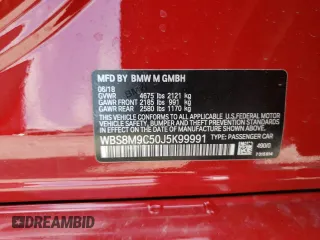 MFD BY BMW M GMBH
06/18
GVWR 4675 lbs 2121 kg
GAWR FRONT 2185 lbs 991 kg
GAWR REAR 2580 lbs 1170 kg
THIS VEHICLE CONFORMS TO ALL APPLICABLE
FEDERAL MOTOR VEHICLE SAFETY, BUMPER, AND
THEFT PREVENTION STANDARDS IN EFFECT ON THE
DATE OF MANUFACTURE SHOWN ABOVE.
WBS8M9C50J5K99991 TYPE: PASSENGER CAR
DREAMBID